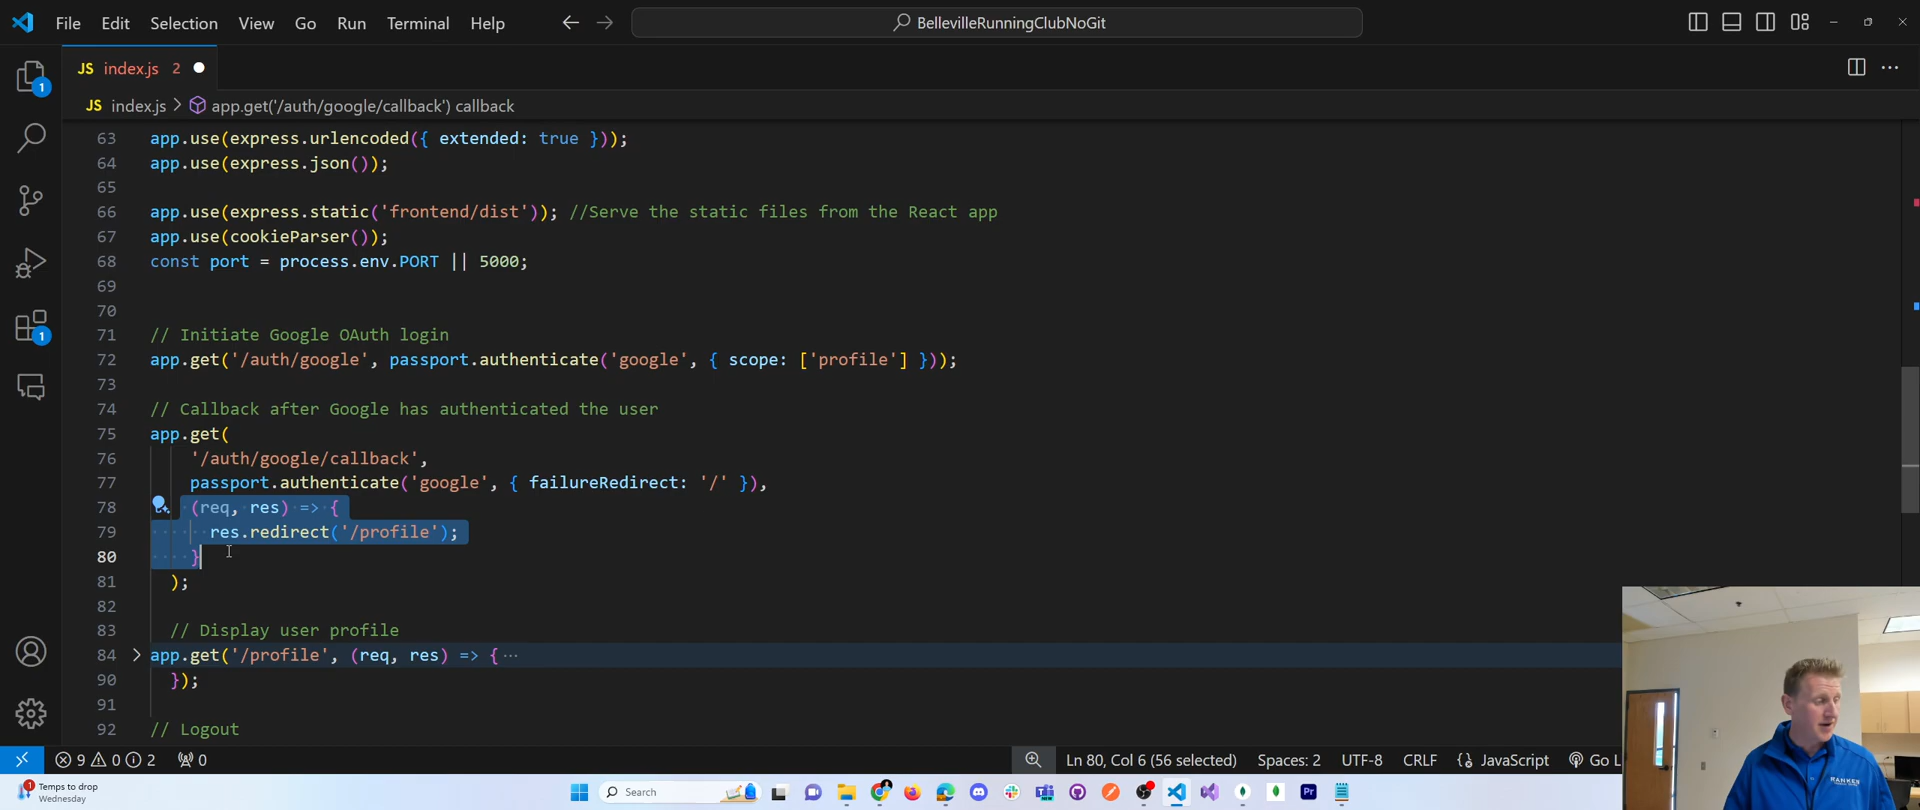 File Edit Selection View Go Run Terminal Help
BellevilleRunningClubNoGit
JS index.js 2
JS index.js > app.get('/auth/google/callback') callback
63 app.use(express.urlencoded({ extended: true }));
64 app.use(express.json());
65
66 app.use(express.static('frontend/dist')); //Serve the static files from the React app
67 app.use(cookieParser());
68 const port = process.env.PORT || 5000;
69
70
71 // Initiate Google OAuth login
72 app.get('/auth/google', passport.authenticate('google', { scope: ['profile'] }));
73
74 // Callback after Google has authenticated the user
75 app.get(
76 '/auth/google/callback',
77 passport.authenticate('google', { failureRedirect: '/' }),
78 (req, res) => {
79 res.redirect('/profile');
80 }
81 );
82
83 // Display user profile
84 app.get('/profile', (req, res) => { ...
90 });
91
92 // Logout
1
1
9 0 2 0
Ln 80, Col 6 (56 selected) Spaces: 2 UTF-8 CRLF {} JavaScript Go L
1 Temps to drop
Wednesday
Search
Pr
RANKEN